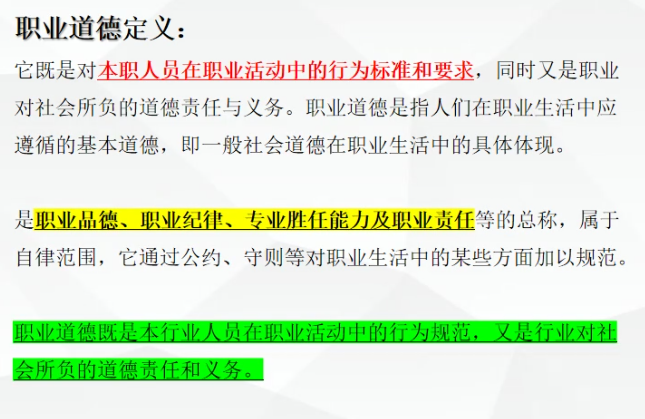 职业道德定义：
它既是对本职人员在职业活动中的行为标准和要求，同时又是职业
对社会所负的道德责任与义务。职业道德是指人们在职业生活中应
遵循的基本道德，即一般社会道德在职业生活中的具体体现。
是职业品德、职业纪律、专业胜任能力及职业责任等的总称，属于
自律范围，它通过公约、守则等对职业生活中的某些方面加以规范。
职业道德既是本行业人员在职业活动中的行为规范，又是行业对社
会所负的道德责任和义务。